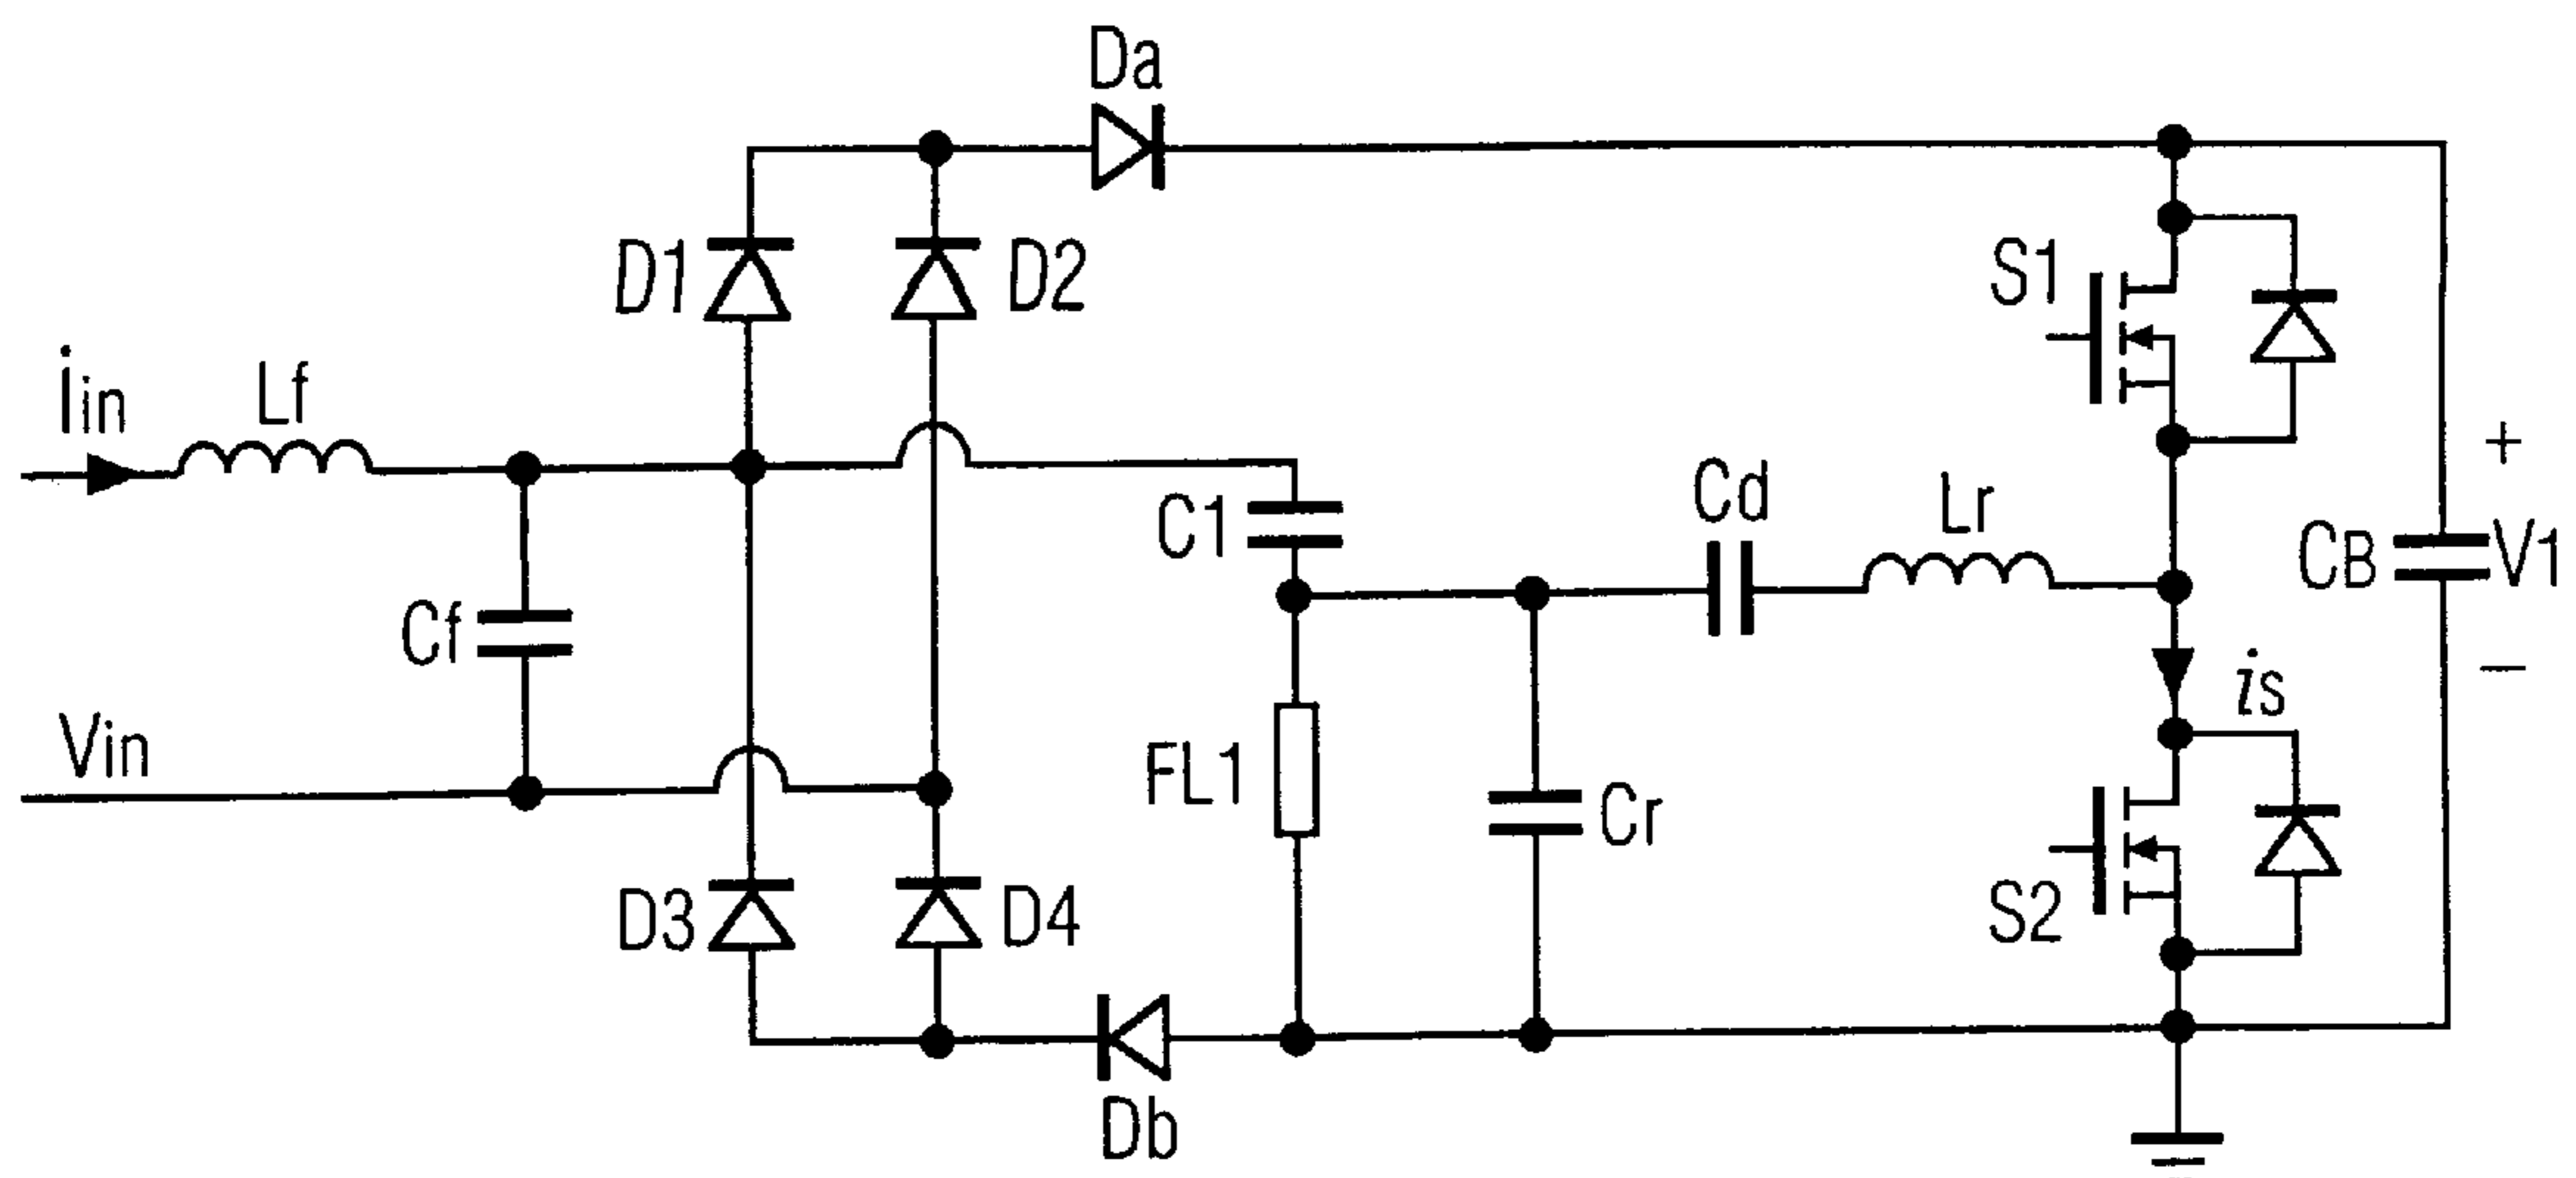 Da
D1
D2
S1
iin
Lf
+
C1
Cd
Lr
CB
V1
Cf
−
is
Vin
FL1
Cr
D3
D4
S2
Db